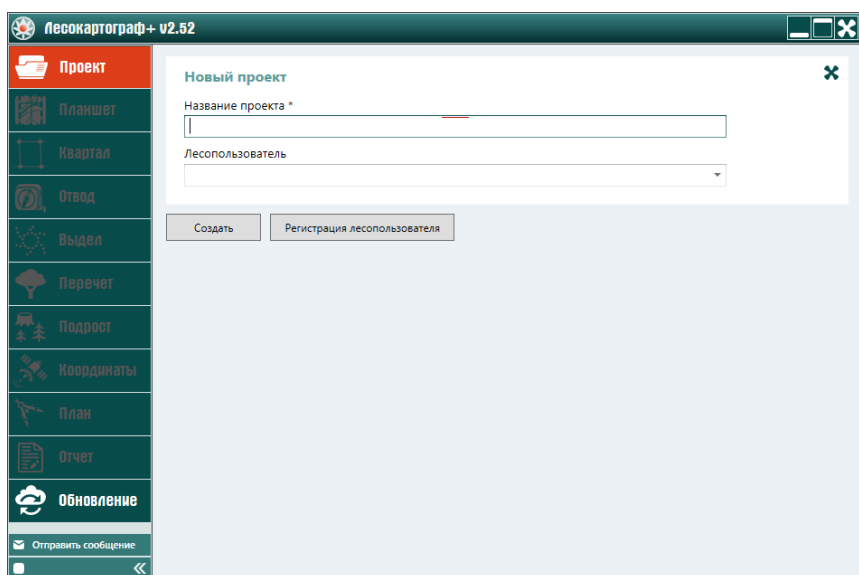 Лесокартограф+ v2.52
Проект
Планшет
Квартал
Отвод
Выдел
Перечет
Подрост
Координаты
План
Отчет
Обновление
Отправить сообщение
Новый проект
Название проекта *
Лесопользователь
Создать
Регистрация лесопользователя